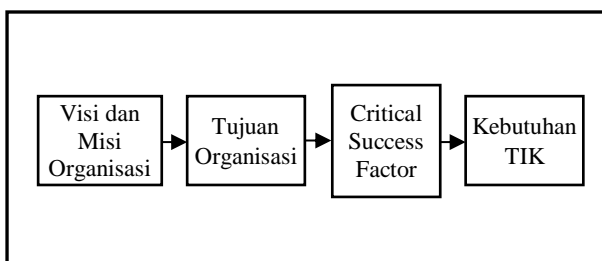 Visi dan
Misi
Organisasi
Tujuan
Organisasi
Critical
Success
Factor
Kebutuhan
TIK